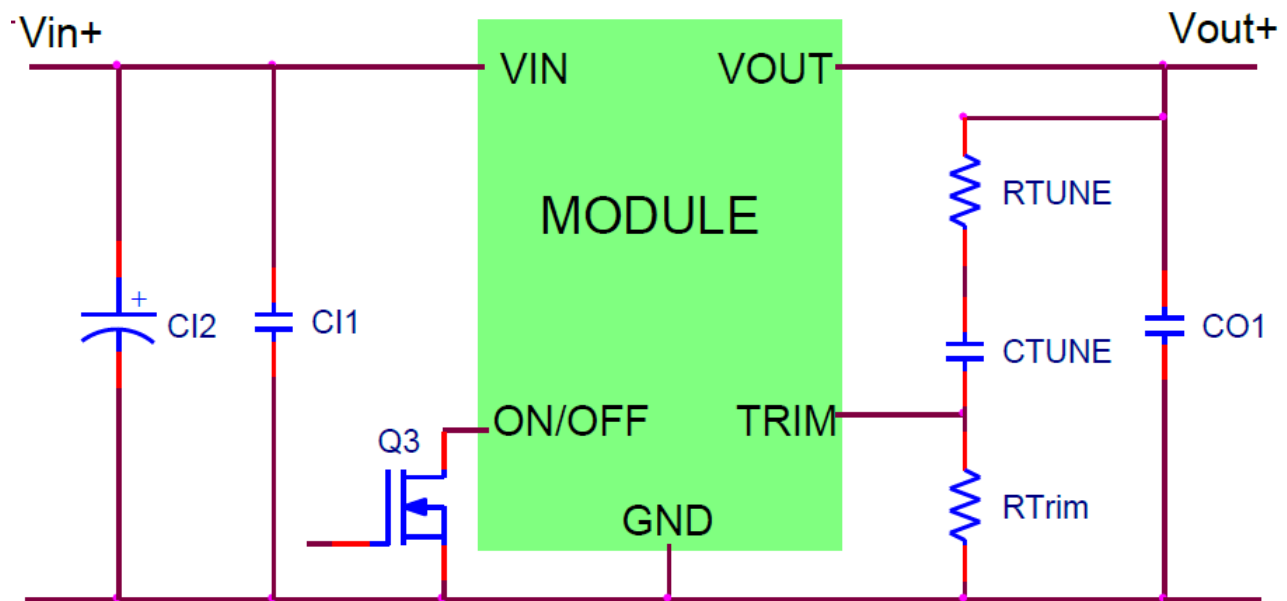 Vin+
Vout+
VIN
VOUT
MODULE
RTUNE
+
CI2
CI1
CTUNE
CO1
ON/OFF
TRIM
Q3
RTrim
GND